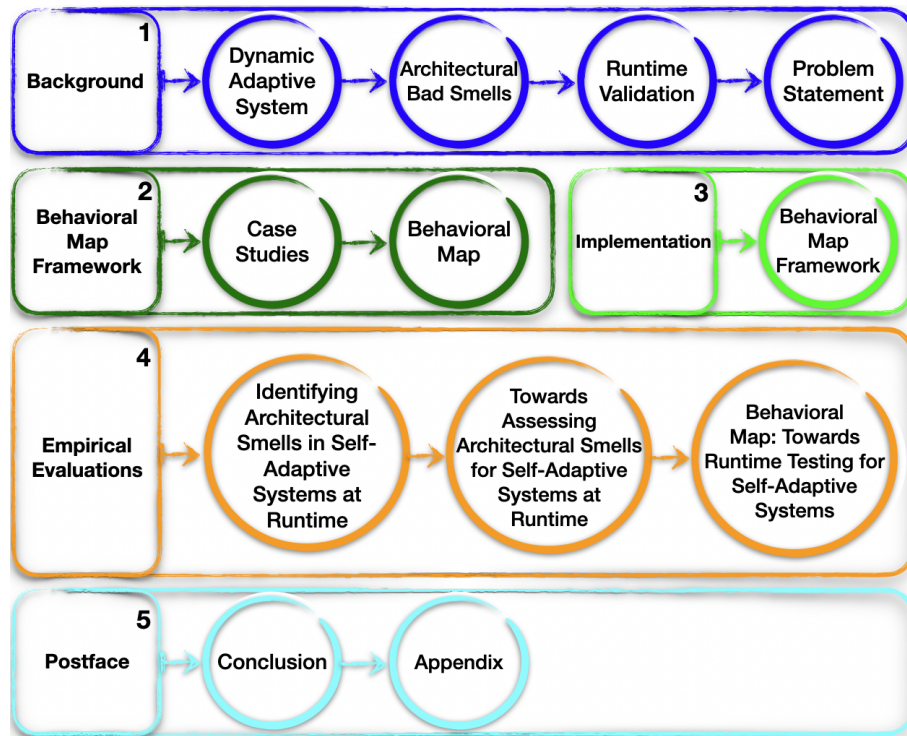 1
Background
Dynamic
Adaptive
System
Architectural
Bad Smells
Runtime
Validation
Problem
Statement
2
Behavioral
Map
Framework
Case
Studies
Behavioral
Map
3
Implementation
Behavioral
Map
Framework
4
Empirical
Evaluations
Identifying
Architectural
Smells in Self-
Adaptive
Systems at
Runtime
Towards
Assessing
Architectural Smells
for Self-Adaptive
Systems at
Runtime
Behavioral
Map: Towards
Runtime Testing for
Self-Adaptive
Systems
5
Postface
Conclusion
Appendix